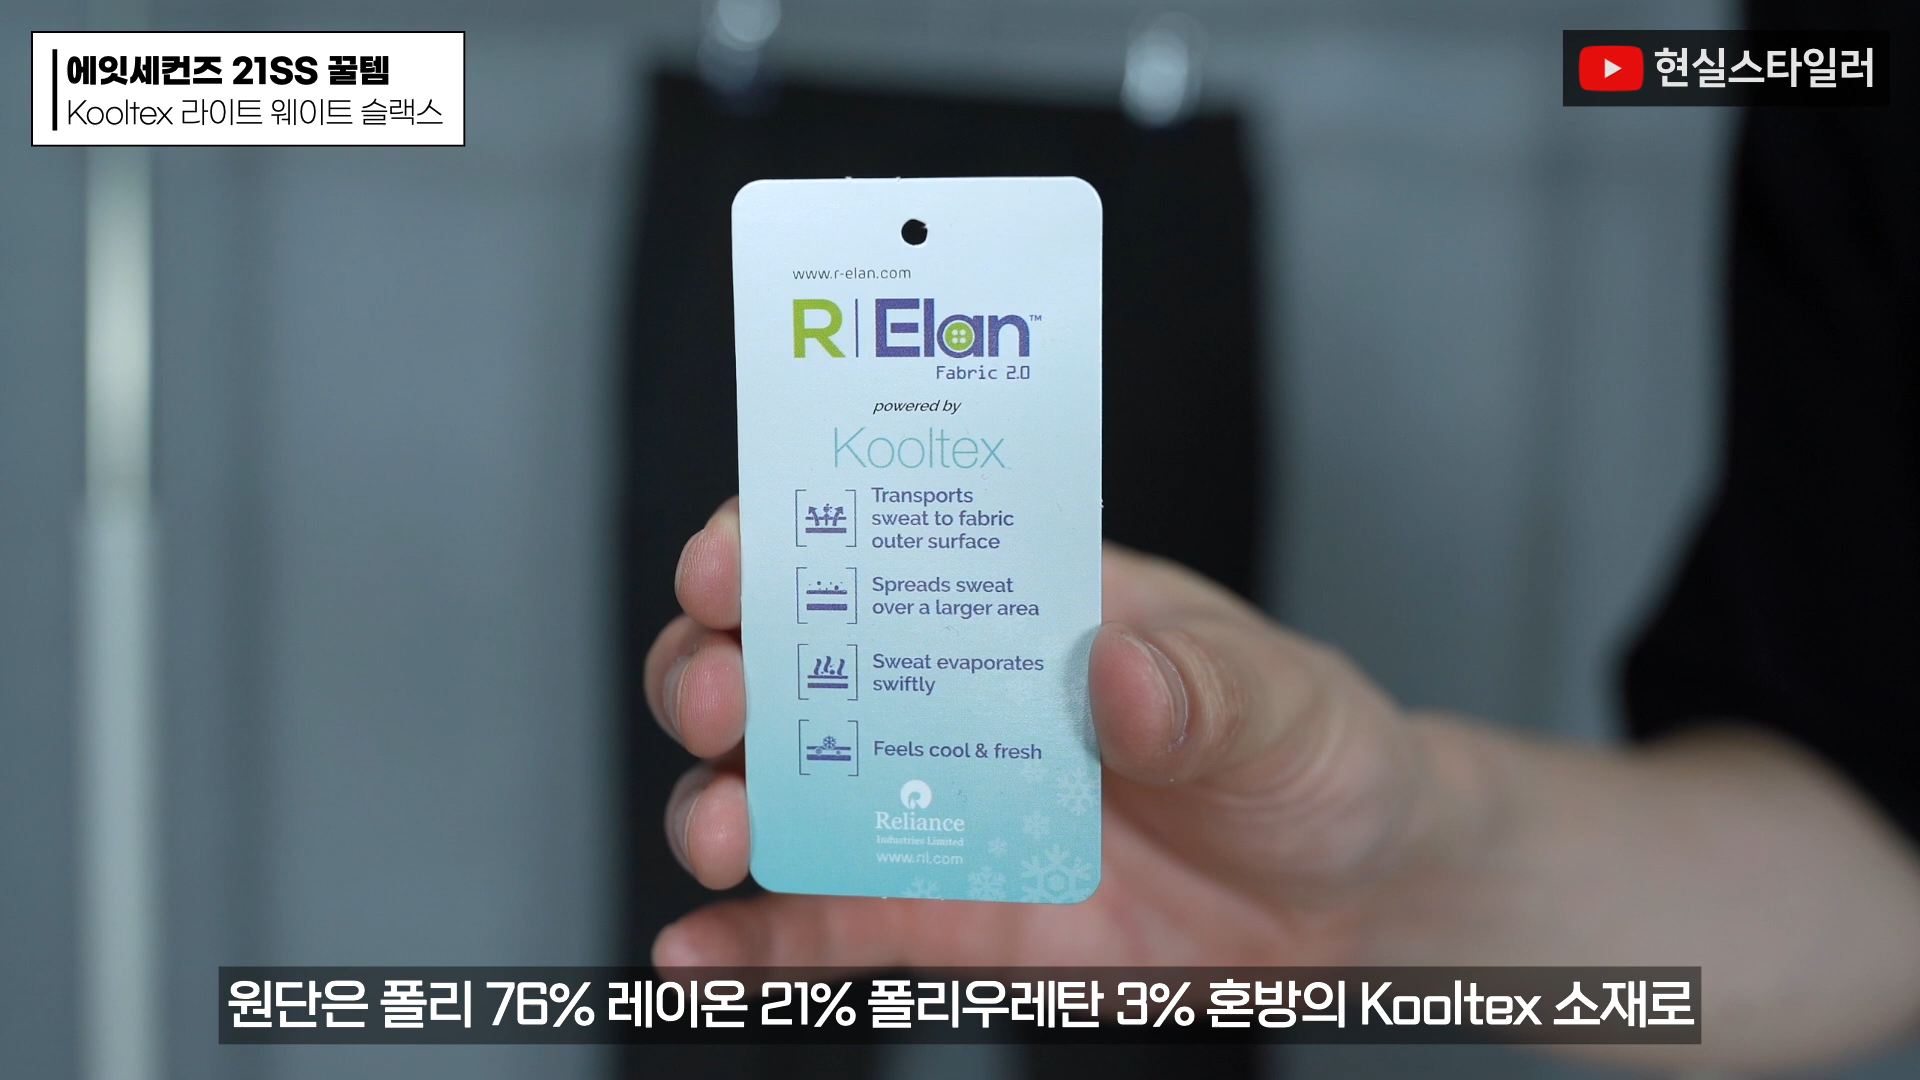 에잇세컨즈 21SS 꿀템
Kooltex 라이트 웨이트 슬랙스
현실스타일러
www.r-elan.com
R|Elan™
Fabric 2.0
powered by
Kooltex
Transports
sweat to fabric
outer surface
Spreads sweat
over a larger area
Sweat evaporates
swiftly
Feels cool & fresh
Reliance
Industries Limited
www.ril.com
원단은 폴리 76% 레이온 21% 폴리우레탄 3% 혼방의 Kooltex 소재로